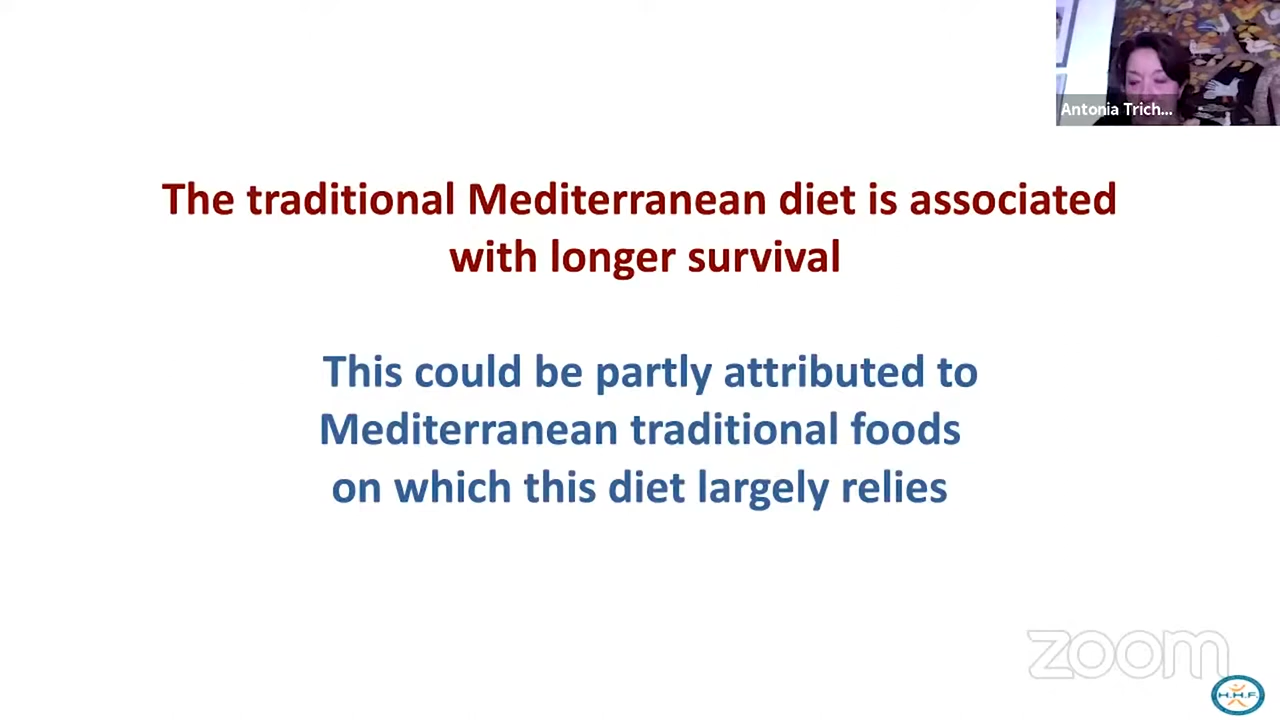 Antonia Trich...
The traditional Mediterranean diet is associated
with longer survival
This could be partly attributed to
Mediterranean traditional foods
on which this diet largely relies
zoom
H.H.F.